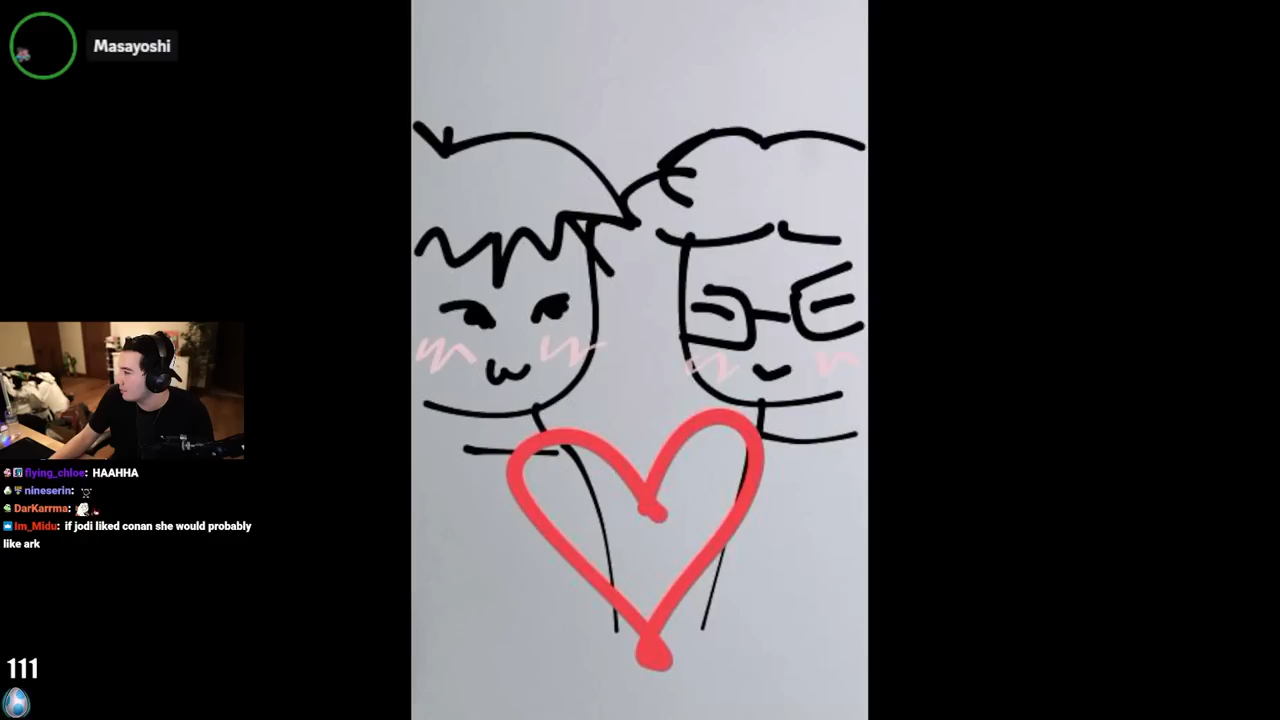 Masayoshi
flying_chloe: HAAHHA
nineserin:
DarKarrma:
Im_Midu: if jodi liked conan she would probably
like ark
111